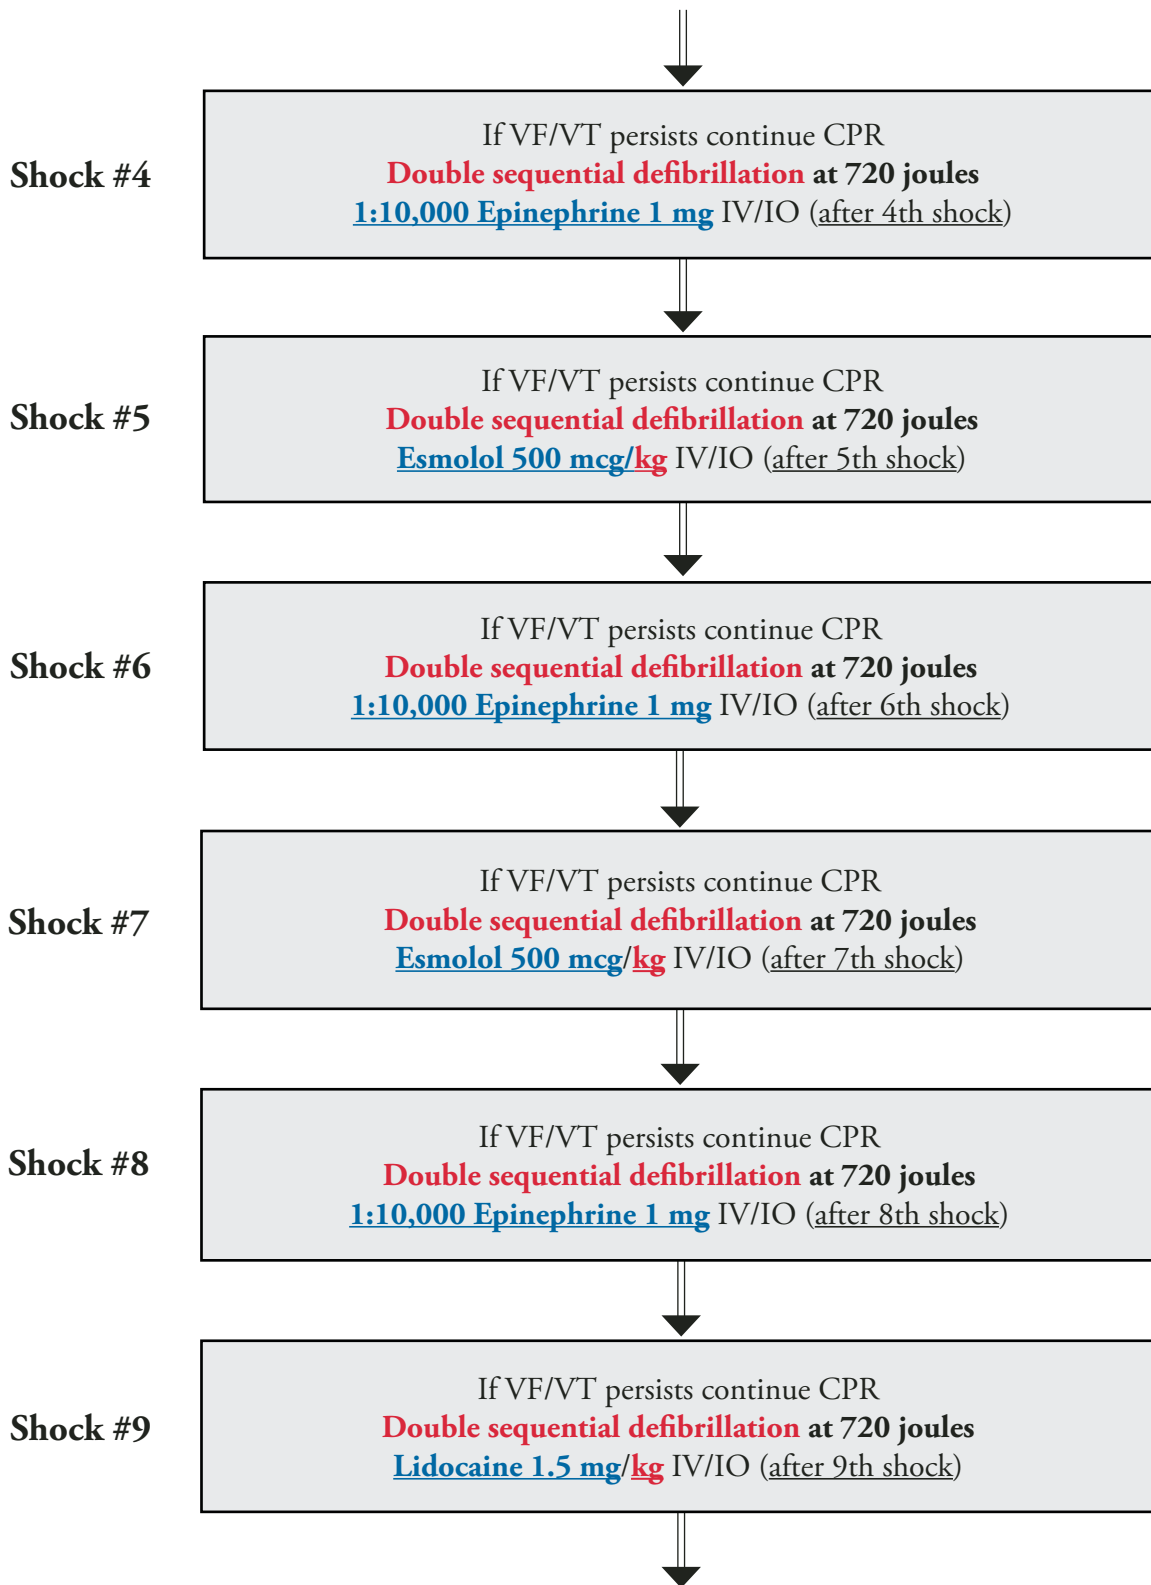 Shock #4
If VF/VT persists continue CPR
Double sequential defibrillation at 720 joules
1:10,000 Epinephrine 1 mg IV/IO (after 4th shock)
Shock #5
If VF/VT persists continue CPR
Double sequential defibrillation at 720 joules
Esmolol 500 mcg/kg IV/IO (after 5th shock)
Shock #6
If VF/VT persists continue CPR
Double sequential defibrillation at 720 joules
1:10,000 Epinephrine 1 mg IV/IO (after 6th shock)
Shock #7
If VF/VT persists continue CPR
Double sequential defibrillation at 720 joules
Esmolol 500 mcg/kg IV/IO (after 7th shock)
Shock #8
If VF/VT persists continue CPR
Double sequential defibrillation at 720 joules
1:10,000 Epinephrine 1 mg IV/IO (after 8th shock)
Shock #9
If VF/VT persists continue CPR
Double sequential defibrillation at 720 joules
Lidocaine 1.5 mg/kg IV/IO (after 9th shock)